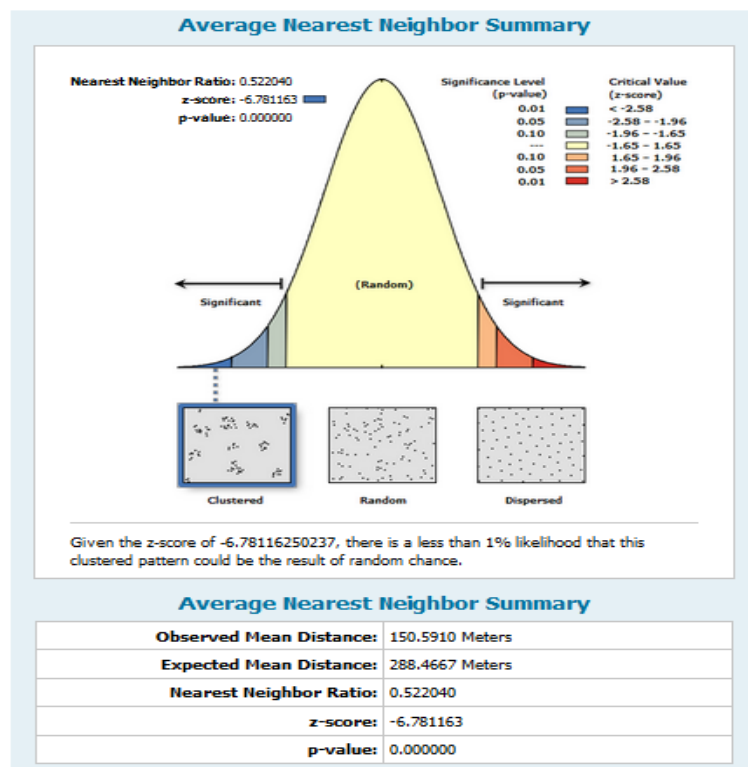 Average Nearest Neighbor Summary
Nearest Neighbor Ratio: 0.522040
z-score: -6.781163
p-value: 0.000000
Significance Level
(p-value)
Critical Value
(z-score)
0.01 < -2.58
0.05 -2.58 - -1.96
0.10 -1.96 - -1.65
--- -1.65 - 1.65
0.10 1.65 - 1.96
0.05 1.96 - 2.58
0.01 > 2.58
(Random)
Significant
Significant
Clustered
Random
Dispersed
Given the z-score of -6.78116250237, there is a less than 1% likelihood that this
clustered pattern could be the result of random chance.
Average Nearest Neighbor Summary
Observed Mean Distance: 150.5910 Meters
Expected Mean Distance: 288.4667 Meters
Nearest Neighbor Ratio: 0.522040
z-score: -6.781163
p-value: 0.000000